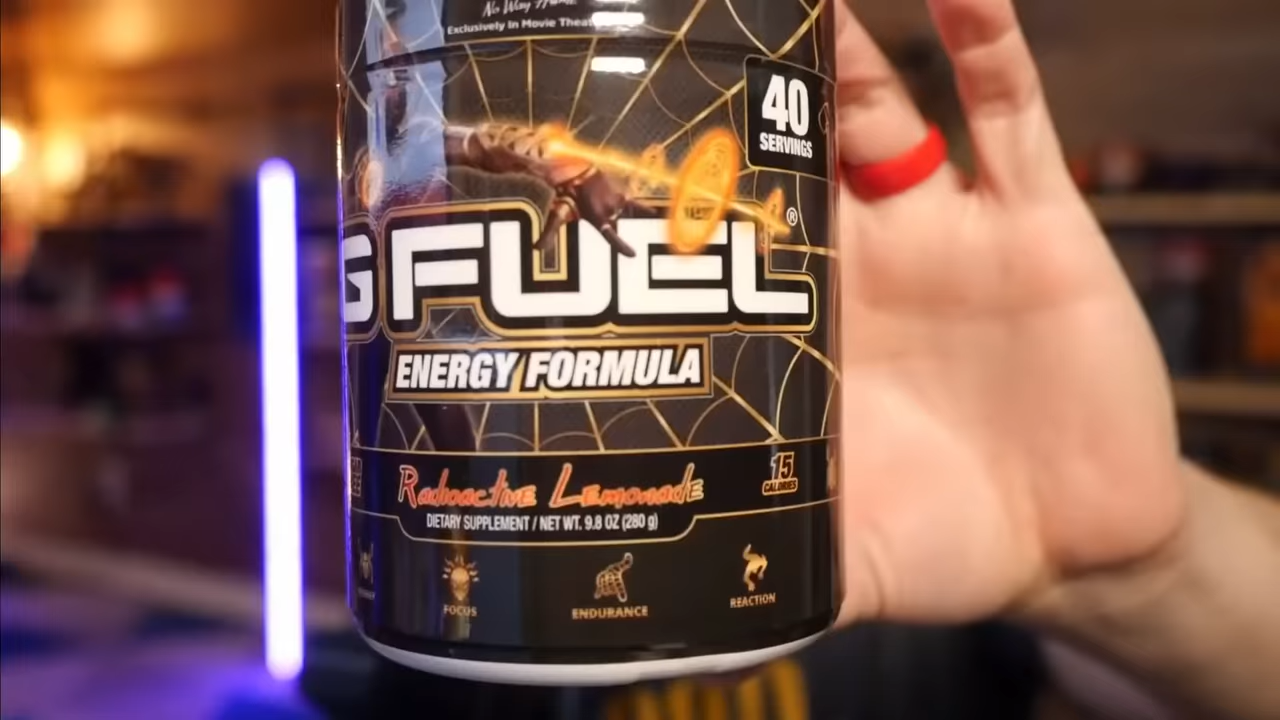 No Way Home
Exclusively In Movie Theat
40
SERVINGS
G FUEL®
ENERGY FORMULA
Radioactive Lemonade
15
CALORIES
DIETARY SUPPLEMENT / NET WT. 9.8 OZ (280 g)
FOCUS
ENDURANCE
REACTION